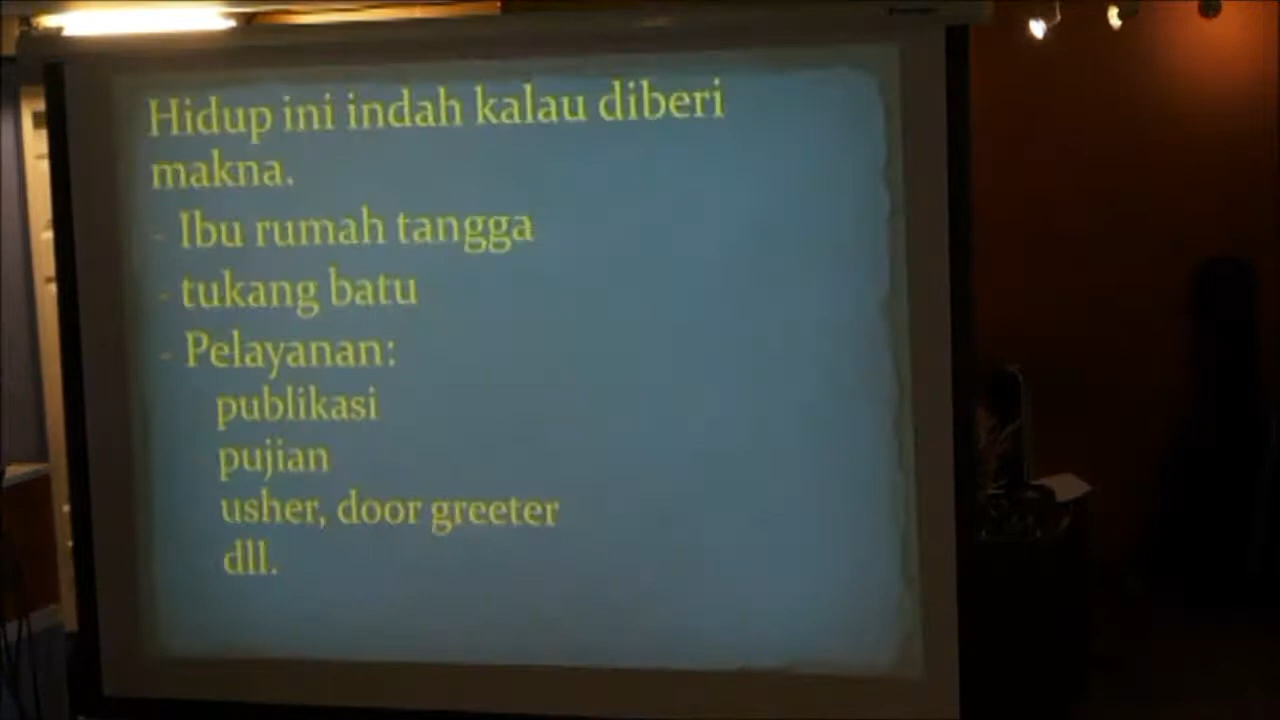 Hidup ini indah kalau diberi
makna.
- Ibu rumah tangga
- tukang batu
- Pelayanan:
publikasi
pujian
usher, door greeter
dll.